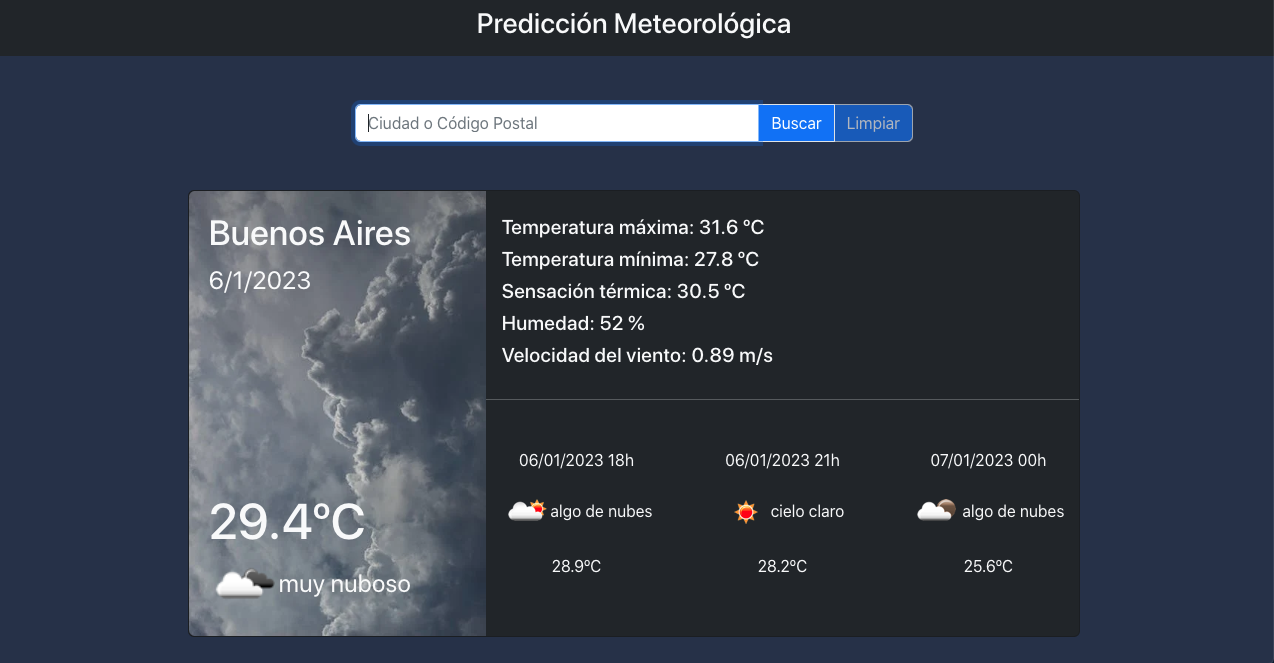 Predicción Meteorológica
Ciudad o Código Postal
Buscar
Limpiar
Buenos Aires
6/1/2023
29.4ºC
muy nuboso
Temperatura máxima: 31.6 ºC
Temperatura mínima: 27.8 ºC
Sensación térmica: 30.5 ºC
Humedad: 52 %
Velocidad del viento: 0.89 m/s
06/01/2023 18h
algo de nubes
28.9ºC
06/01/2023 21h
cielo claro
28.2ºC
07/01/2023 00h
algo de nubes
25.6ºC